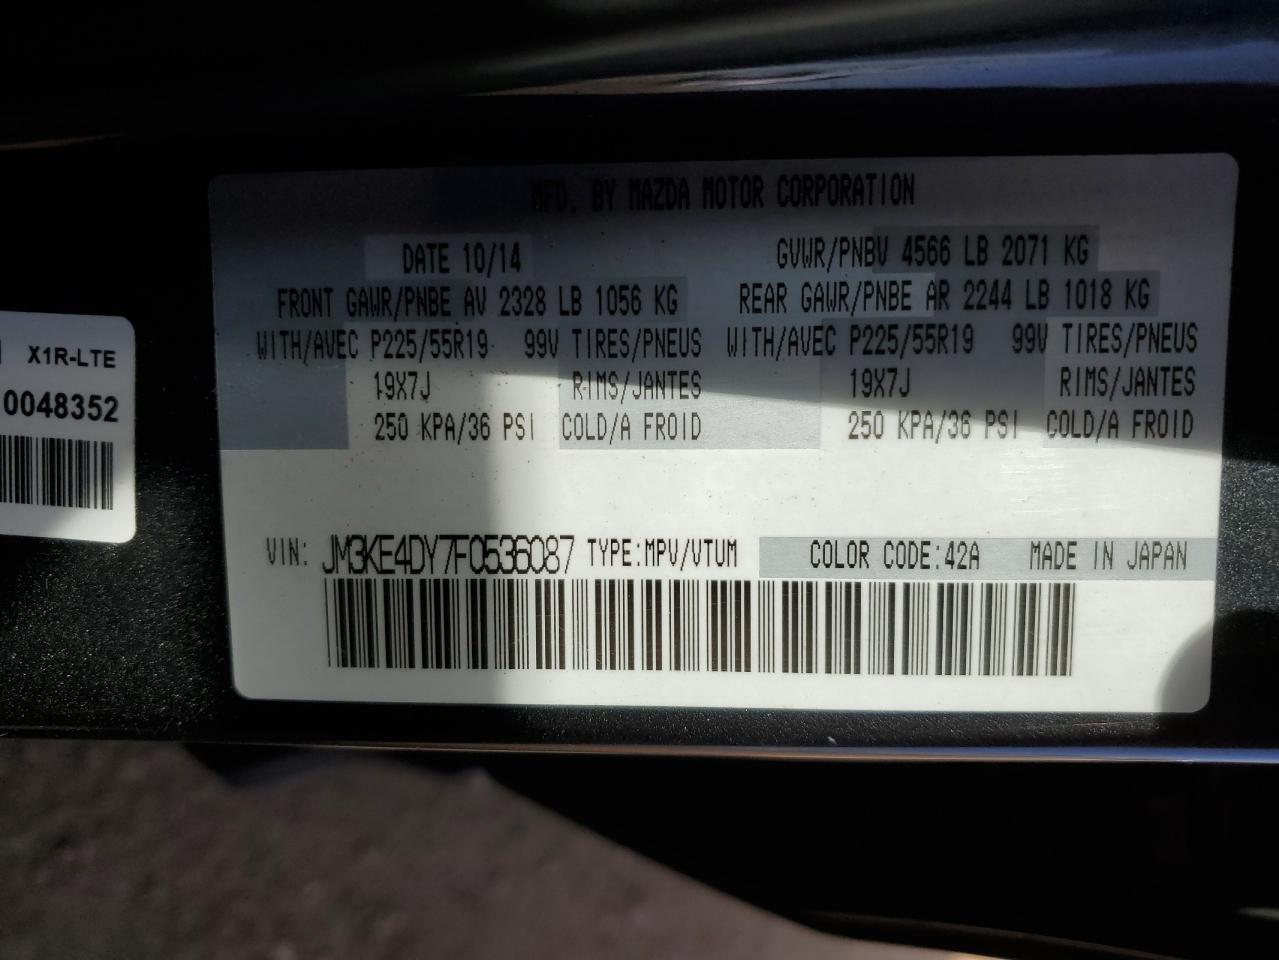 MFD. BY MAZDA MOTOR CORPORATION
DATE 10/14 GVWR/PNBV 4566 LB 2071 KG
FRONT GAWR/PNBE AV 2328 LB 1056 KG REAR GAWR/PNBE AR 2244 LB 1018 KG
WITH/AVEC P225/55R19 99V TIRES/PNEUS WITH/AVEC P225/55R19 99V TIRES/PNEUS
19X7J RIMS/JANTES 19X7J RIMS/JANTES
250 KPA/36 PSI COLD/A FROID 250 KPA/36 PSI COLD/A FROID
VIN: JM3KE4DY7F0536087 TYPE:MPV/VTUM COLOR CODE:42A MADE IN JAPAN
X1R-LTE
0048352